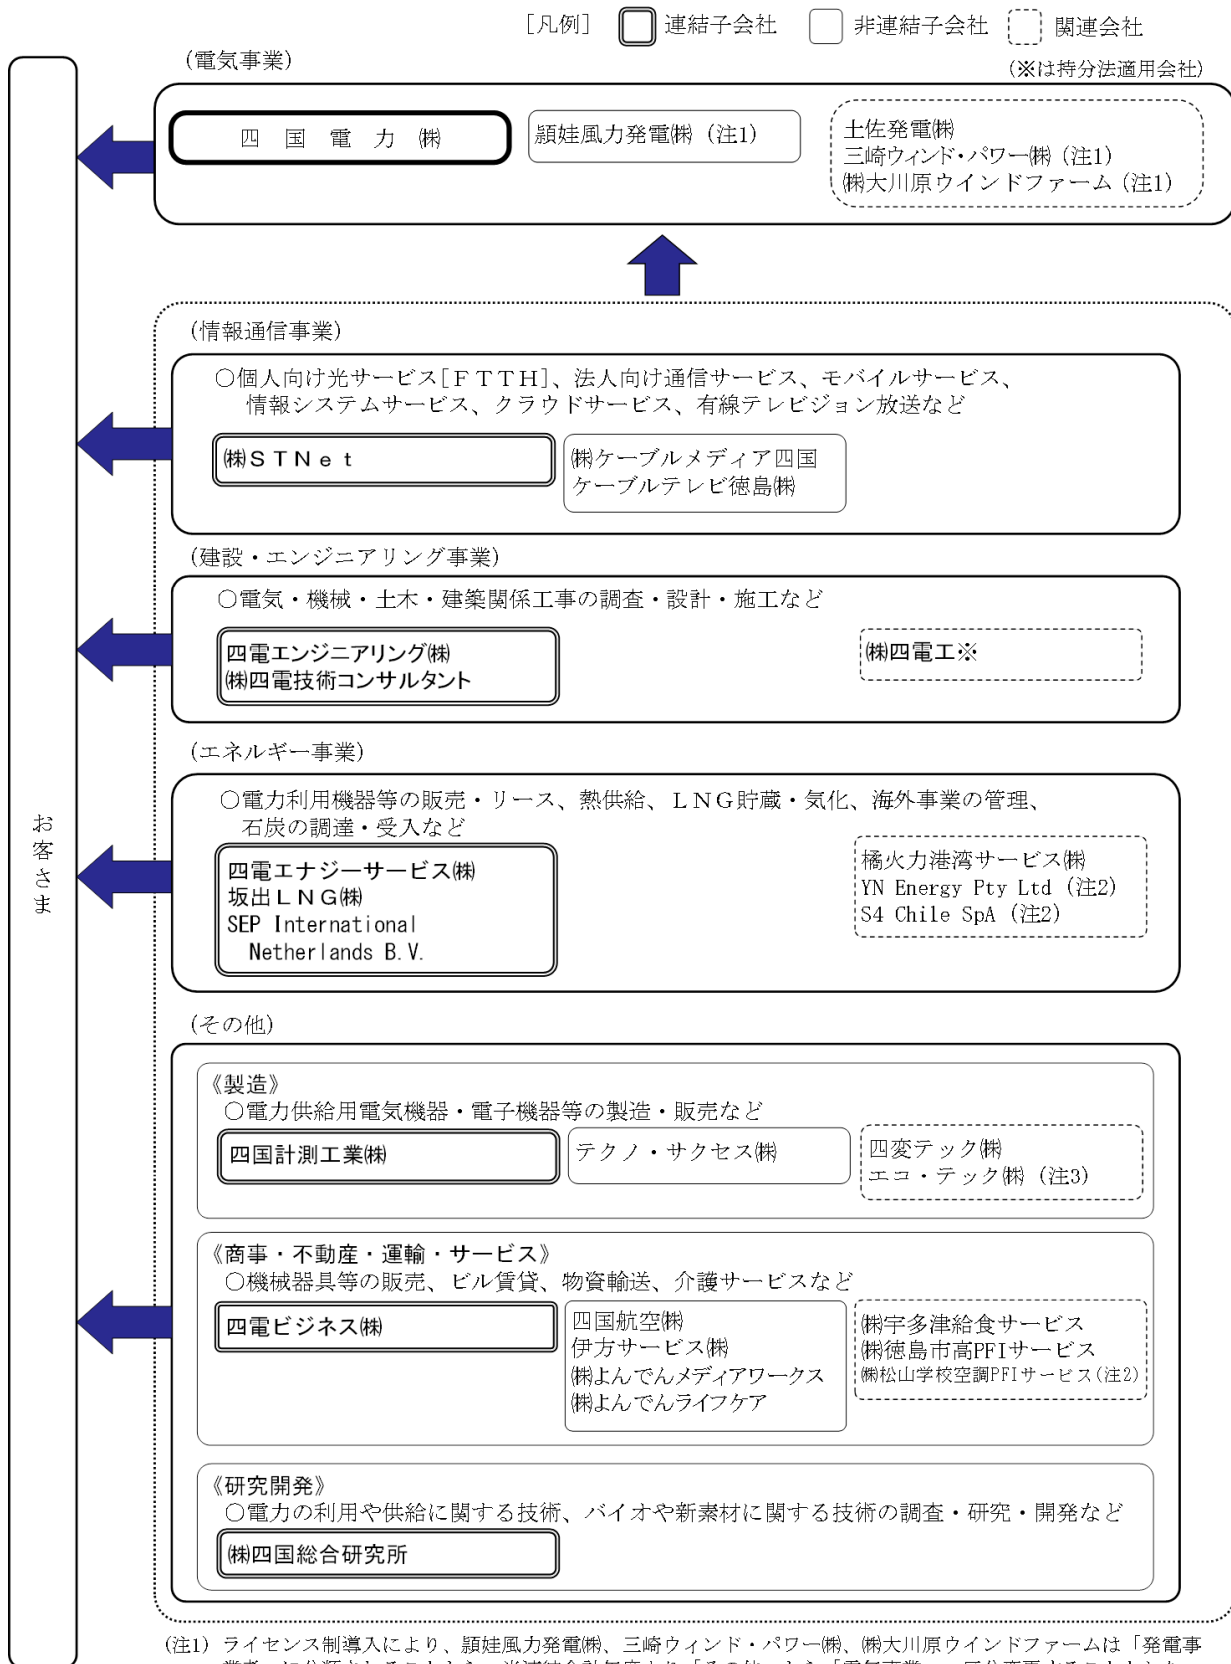 [凡例] 連結子会社 非連結子会社 関連会社
(※は持分法適用会社)
お客さま
(電気事業)
四国電力㈱
頴娃風力発電㈱（注1）
土佐発電㈱
三崎ウィンド・パワー㈱（注1）
㈱大川原ウインドファーム（注1）
(情報通信事業)
○個人向け光サービス[ＦＴＴＨ]、法人向け通信サービス、モバイルサービス、
情報システムサービス、クラウドサービス、有線テレビジョン放送など
㈱ＳＴＮｅｔ
㈱ケーブルメディア四国
ケーブルテレビ徳島㈱
(建設・エンジニアリング事業)
○電気・機械・土木・建築関係工事の調査・設計・施工など
四電エンジニアリング㈱
㈱四電技術コンサルタント
㈱四電工※
(エネルギー事業)
○電力利用機器等の販売・リース、熱供給、ＬＮＧ貯蔵・気化、海外事業の管理、
石炭の調達・受入など
四電エナジーサービス㈱
坂出ＬＮＧ㈱
SEP International
Netherlands B.V.
橘火力港湾サービス㈱
YN Energy Pty Ltd（注2）
S4 Chile SpA（注2）
(その他)
《製造》
○電力供給用電気機器・電子機器等の製造・販売など
四国計測工業㈱
テクノ・サクセス㈱
四変テック㈱
エコ・テック㈱（注3）
《商事・不動産・運輸・サービス》
○機械器具等の販売、ビル賃貸、物資輸送、介護サービスなど
四電ビジネス㈱
四国航空㈱
伊方サービス㈱
㈱よんでんメディアワークス
㈱よんでんライフケア
㈱宇多津給食サービス
㈱徳島市高PFIサービス
㈱松山学校空調PFIサービス(注2)
《研究開発》
○電力の利用や供給に関する技術、バイオや新素材に関する技術の調査・研究・開発など
㈱四国総合研究所
(注1) ライセンス制導入により、頴娃風力発電㈱、三崎ウィンド・パワー㈱、㈱大川原ウインドファームは「発電事